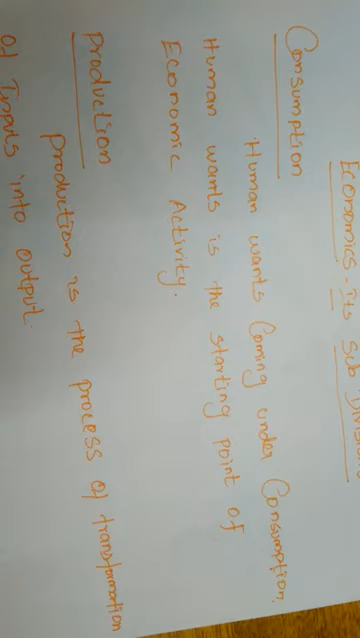 Economics - Its Sub Divisions
Consumption
Human wants Coming under Consumption.
Human wants is the starting point of
Economic Activity.
Production
Production is the process of transformation
of Inputs into output.